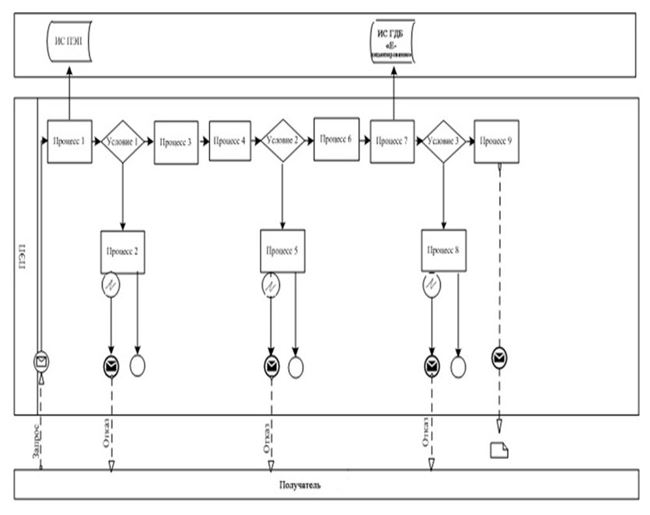 ИС ПЭП
ИС ГДБ
«Е-
Процесс 1
Условие 1
Процесс 3
Процесс 4
Условие 2
Процесс 6
Процесс 7
Условие 3
Процесс 9
Процесс 2
Процесс 5
Процесс 8
ПЭП
Запрос
Отказ
Отказ
Отказ
Получатель